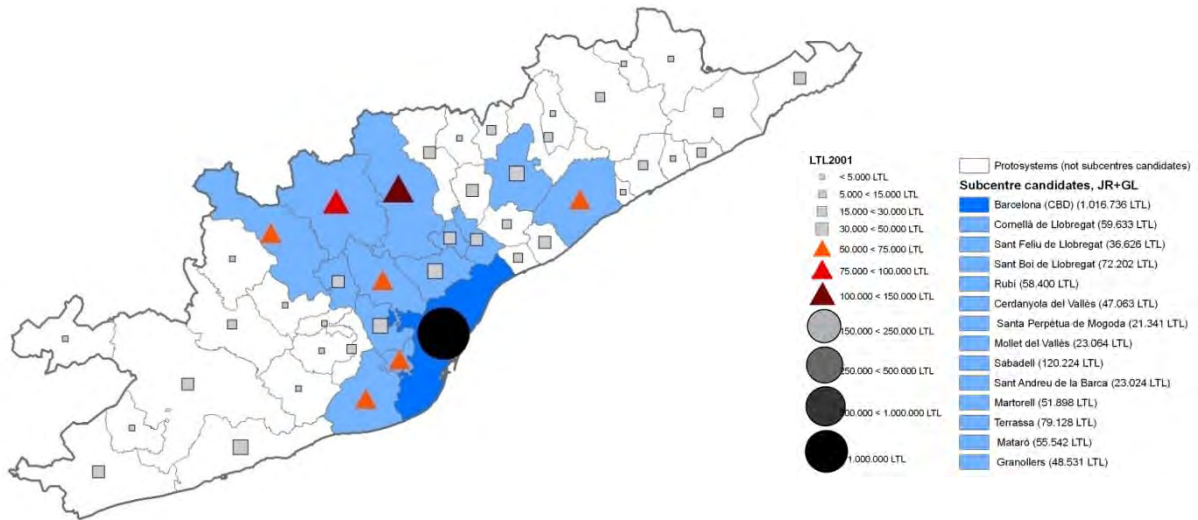 LTL2001
< 5.000 LTL
5.000 < 15.000 LTL
15.000 < 30.000 LTL
30.000 < 50.000 LTL
50.000 < 75.000 LTL
75.000 < 100.000 LTL
100.000 < 150.000 LTL
150.000 < 250.000 LTL
250.000 < 500.000 LTL
500.000 < 1.000.000 LTL
1.000.000 LTL
Protosystems (not subcentres candidates)
Subcentre candidates, JR+GL
Barcelona (CBD) (1.016.736 LTL)
Cornellà de Llobregat (59.633 LTL)
Sant Feliu de Llobregat (36.626 LTL)
Sant Boi de Llobregat (72.202 LTL)
Rubí (58.400 LTL)
Cerdanyola del Vallès (47.063 LTL)
Santa Perpètua de Mogoda (21.341 LTL)
Mollet del Vallès (23.064 LTL)
Sabadell (120.224 LTL)
Sant Andreu de la Barca (23.024 LTL)
Martorell (51.898 LTL)
Terrassa (79.128 LTL)
Mataró (55.542 LTL)
Granollers (48.531 LTL)